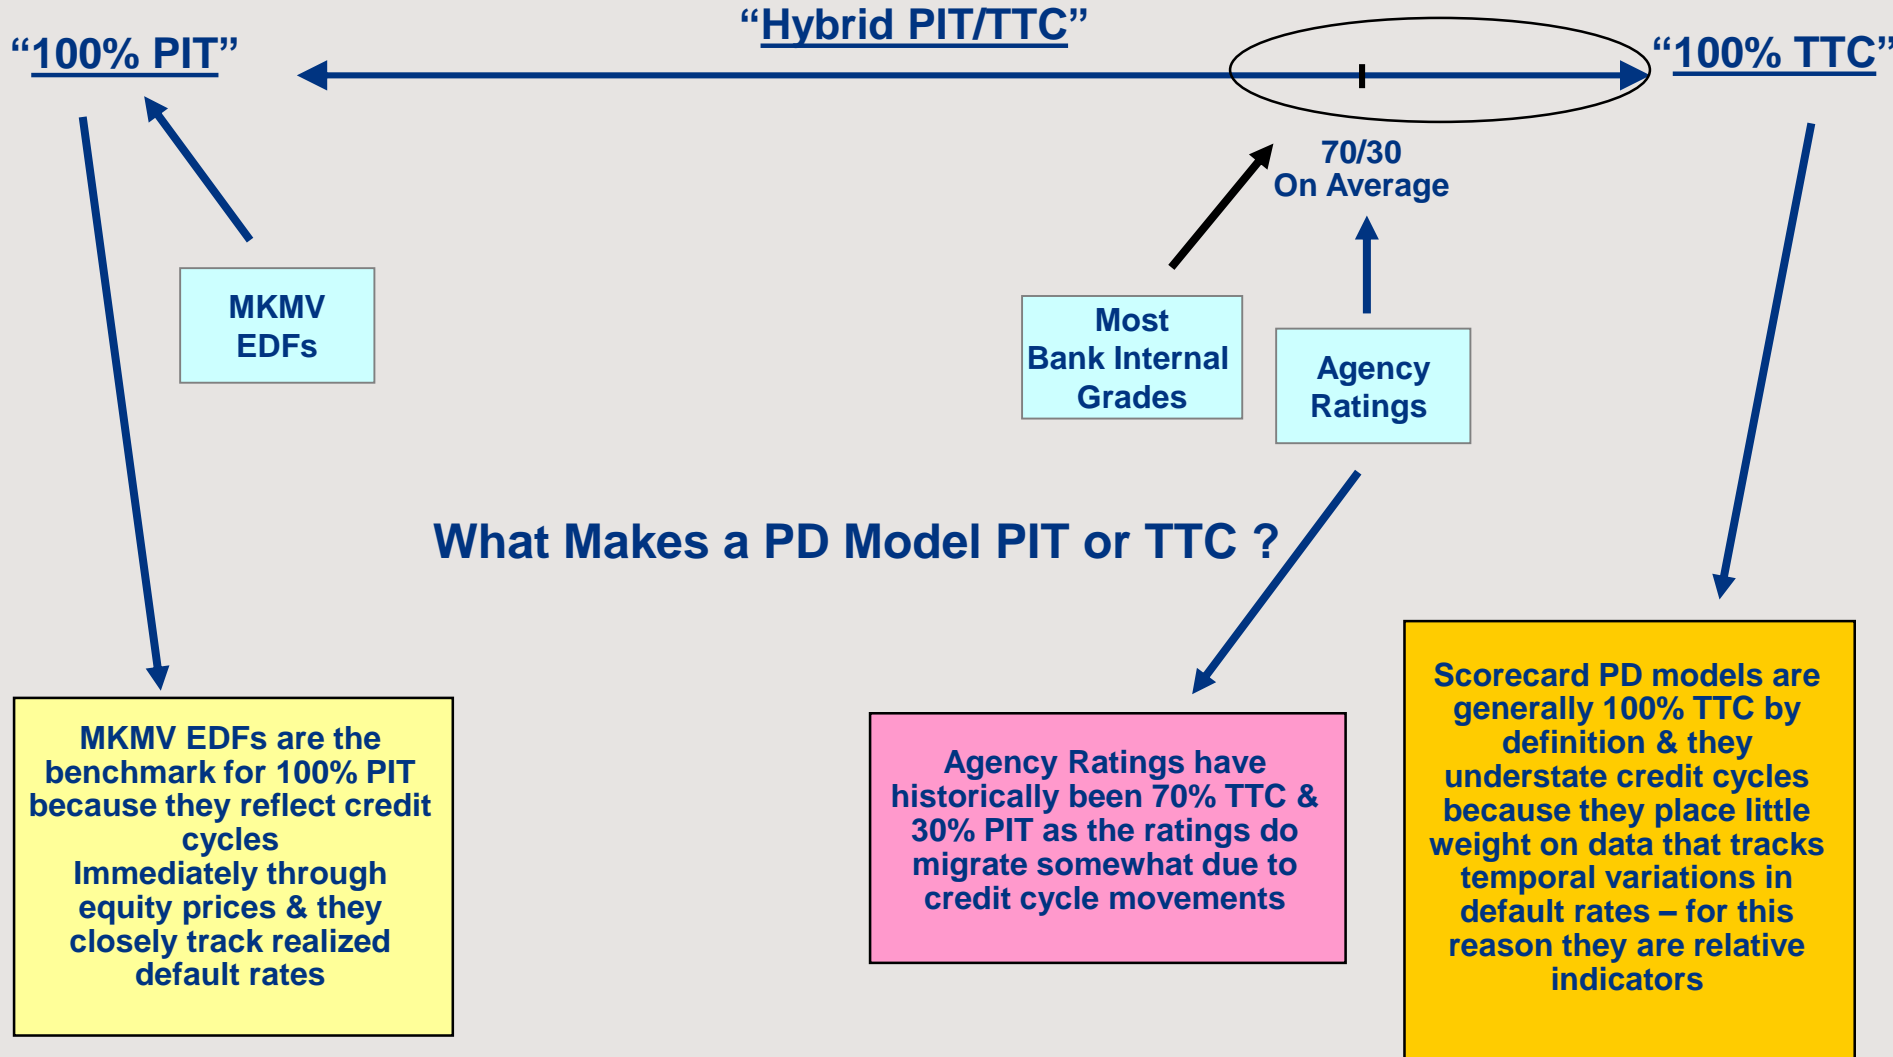 “Hybrid PIT/TTC”
“100% PIT”
“100% TTC”
70/30
On Average
MKMV
EDFs
Most
Bank Internal
Grades
Agency
Ratings
What Makes a PD Model PIT or TTC ?
MKMV EDFs are the
benchmark for 100% PIT
because they reflect credit
cycles
Immediately through
equity prices & they
closely track realized
default rates
Agency Ratings have
historically been 70% TTC &
30% PIT as the ratings do
migrate somewhat due to
credit cycle movements
Scorecard PD models are
generally 100% TTC by
definition & they
understate credit cycles
because they place little
weight on data that tracks
temporal variations in
default rates – for this
reason they are relative
indicators